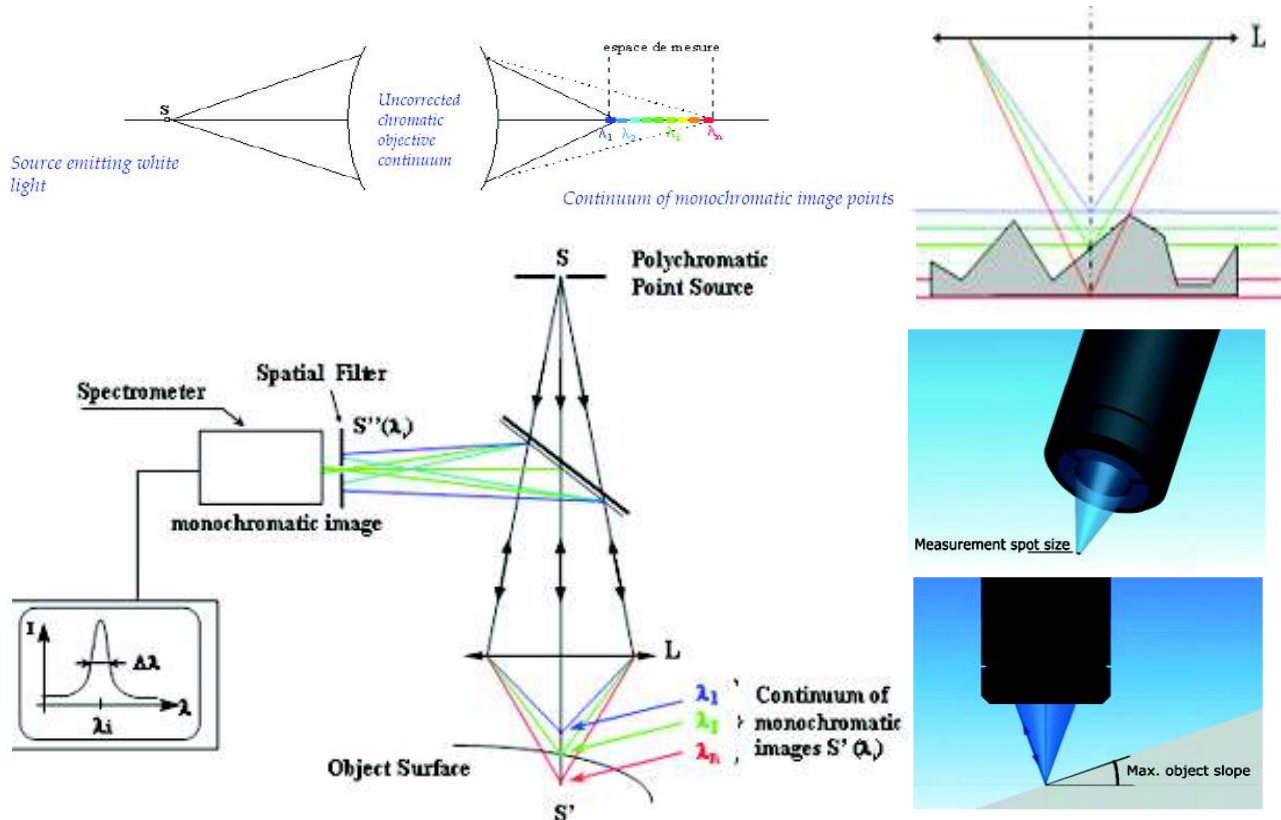 espace de mesure
S
Uncorrected
chromatic
objective
continuum
λ1 λ2 λi λn
Source emitting white
light
Continuum of monochromatic image points
L
S
Polychromatic
Point Source
Spatial Filter
Spectrometer
S''(λi)
monochromatic image
I
Δλ
λi
λ
L
λ1
λI
λn
Continuum of
monochromatic
images S' (λi)
Object Surface
S'
Measurement spot size
Max. object slope